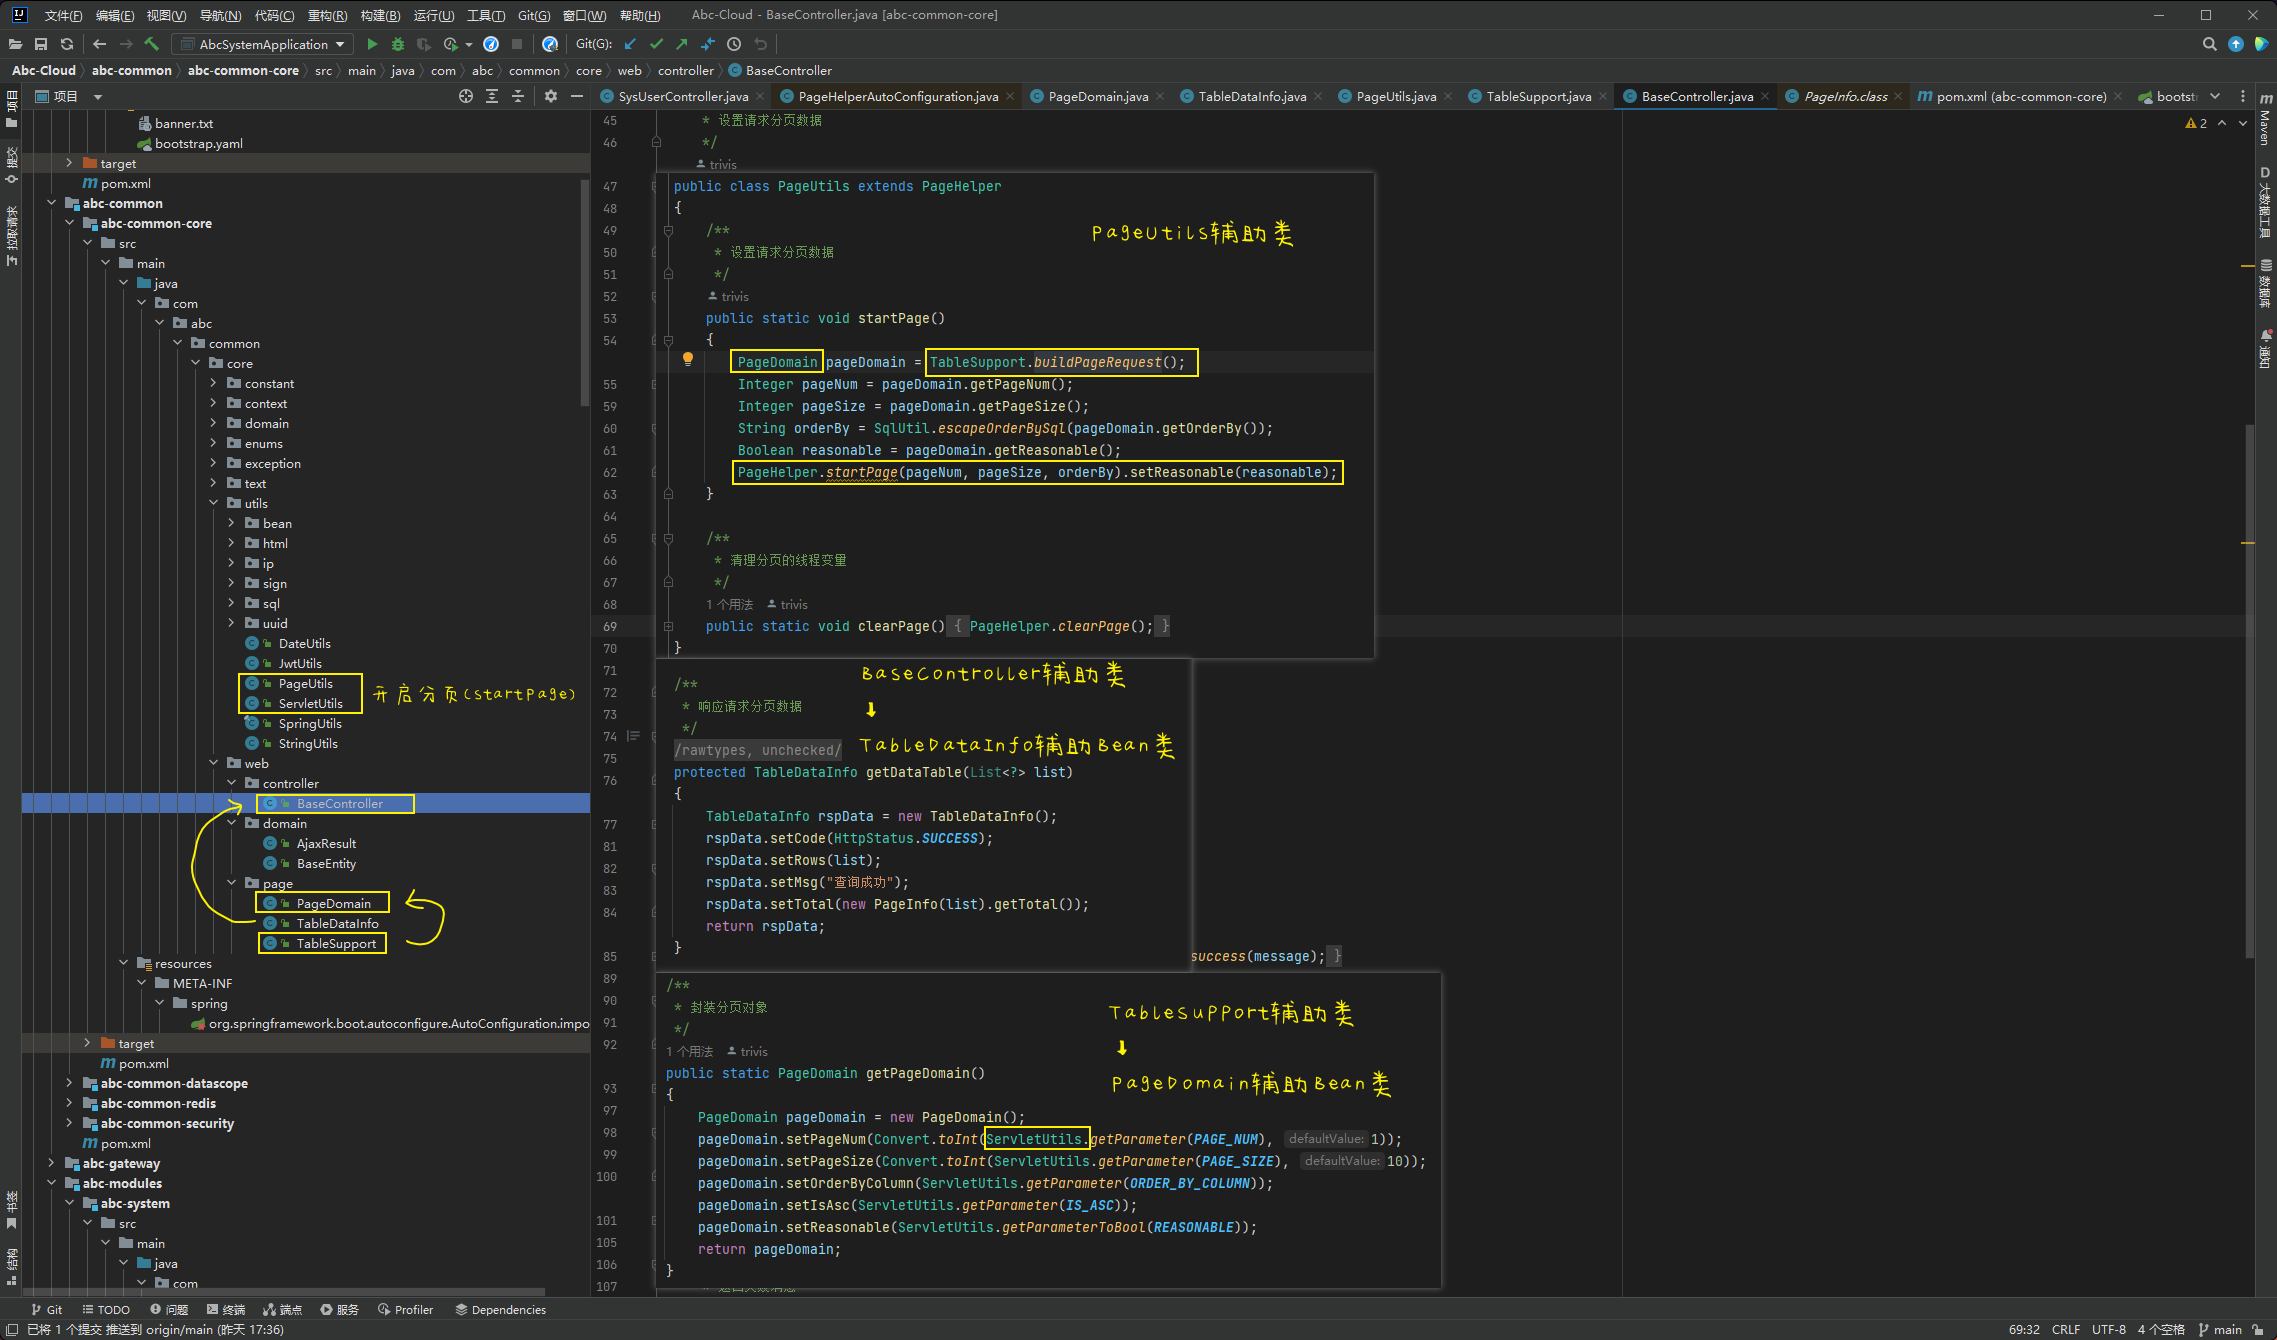 文件(F) 编辑(E) 视图(V) 导航(N) 代码(C) 重构(R) 构建(B) 运行(U) 工具(T) Git(G) 窗口(W) 帮助(H) Abc-Cloud - BaseController.java [abc-common-core]
AbcSystemApplication Git(G):
Abc-Cloud abc-common abc-common-core src main java com abc common core web controller BaseController
项目
SysUserController.java PageHelperAutoConfiguration.java PageDomain.java TableDataInfo.java PageUtils.java TableSupport.java BaseController.java PageInfo.class pom.xml (abc-common-core) bootst
项目
提交
拉取请求
书签
结构
banner.txt
bootstrap.yaml
target
pom.xml
abc-common
abc-common-core
src
main
java
com
abc
common
core
constant
context
domain
enums
exception
text
utils
bean
html
ip
sign
sql
uuid
DateUtils
JwtUtils
PageUtils
ServletUtils
开启分页(startPage)
SpringUtils
StringUtils
web
controller
BaseController
domain
AjaxResult
BaseEntity
page
PageDomain
TableDataInfo
TableSupport
resources
META-INF
spring
org.springframework.boot.autoconfigure.AutoConfiguration.impo
target
pom.xml
abc-common-datascope
abc-common-redis
abc-common-security
pom.xml
abc-gateway
abc-modules
abc-system
src
main
java
com
45
46
47
48
49
50
51
52
53
54
55
59
60
61
62
63
64
65
66
67
68
69
70
71
72
73
74
75
76
77
81
82
83
84
85
89
90
91
92
93
97
98
99
100
101
105
106
107
* 设置请求分页数据
*/
trivis
public class PageUtils extends PageHelper
{
/**
PageUtils辅助类
* 设置请求分页数据
*/
trivis
public static void startPage()
{
PageDomain pageDomain = TableSupport.buildPageRequest();
Integer pageNum = pageDomain.getPageNum();
Integer pageSize = pageDomain.getPageSize();
String orderBy = SqlUtil.escapeOrderBySql(pageDomain.getOrderBy());
Boolean reasonable = pageDomain.getReasonable();
PageHelper.startPage(pageNum, pageSize, orderBy).setReasonable(reasonable);
}
/**
* 清理分页的线程变量
*/
1 个用法 trivis
public static void clearPage() { PageHelper.clearPage(); }
}
BaseController辅助类
/**
* 响应请求分页数据
*/
↓
TableDataInfo辅助Bean类
/rawtypes, unchecked/
protected TableDataInfo getDataTable(List<?> list)
{
TableDataInfo rspData = new TableDataInfo();
rspData.setCode(HttpStatus.SUCCESS);
rspData.setRows(list);
rspData.setMsg("查询成功");
rspData.setTotal(new PageInfo(list).getTotal());
return rspData;
}
success(message); }
/**
* 封装分页对象
*/
TableSupport辅助类
↓
1 个用法 trivis
PageDomain辅助Bean类
public static PageDomain getPageDomain()
{
PageDomain pageDomain = new PageDomain();
pageDomain.setPageNum(Convert.toInt(ServletUtils.getParameter(PAGE_NUM), defaultValue: 1));
pageDomain.setPageSize(Convert.toInt(ServletUtils.getParameter(PAGE_SIZE), defaultValue: 10));
pageDomain.setOrderByColumn(ServletUtils.getParameter(ORDER_BY_COLUMN));
pageDomain.setIsAsc(ServletUtils.getParameter(IS_ASC));
pageDomain.setReasonable(ServletUtils.getParameterToBool(REASONABLE));
return pageDomain;
}
2
Maven
大数据工具
数据库
通知
Git TODO 问题 终端 端点 服务 Profiler Dependencies
已将 1 个提交 推送到 origin/main (昨天 17:36) 69:32 CRLF UTF-8 4 个空格 main